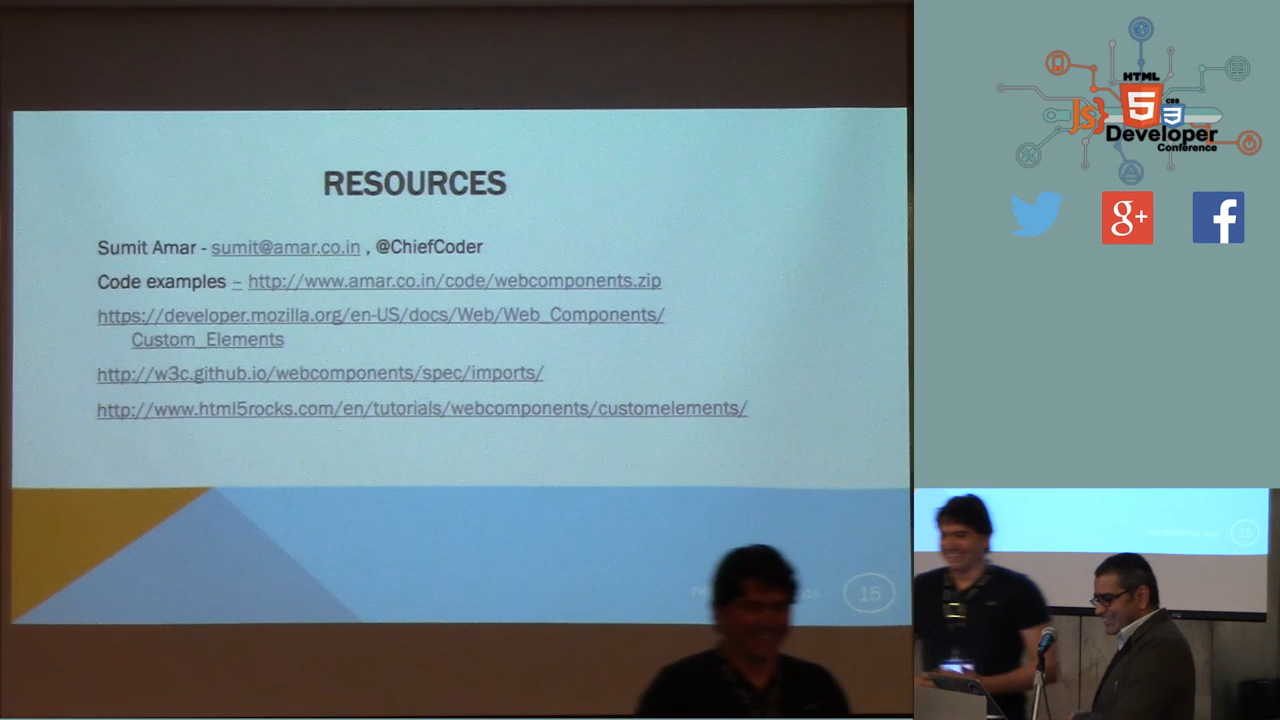 RESOURCES
Sumit Amar - sumit@amar.co.in , @ChiefCoder
Code examples – http://www.amar.co.in/code/webcomponents.zip
https://developer.mozilla.org/en-US/docs/Web/Web_Components/
Custom_Elements
http://w3c.github.io/webcomponents/spec/imports/
http://www.html5rocks.com/en/tutorials/webcomponents/customelements/
15
HTML
5
CSS
3
JS}
Developer
Conference
g+
f
15